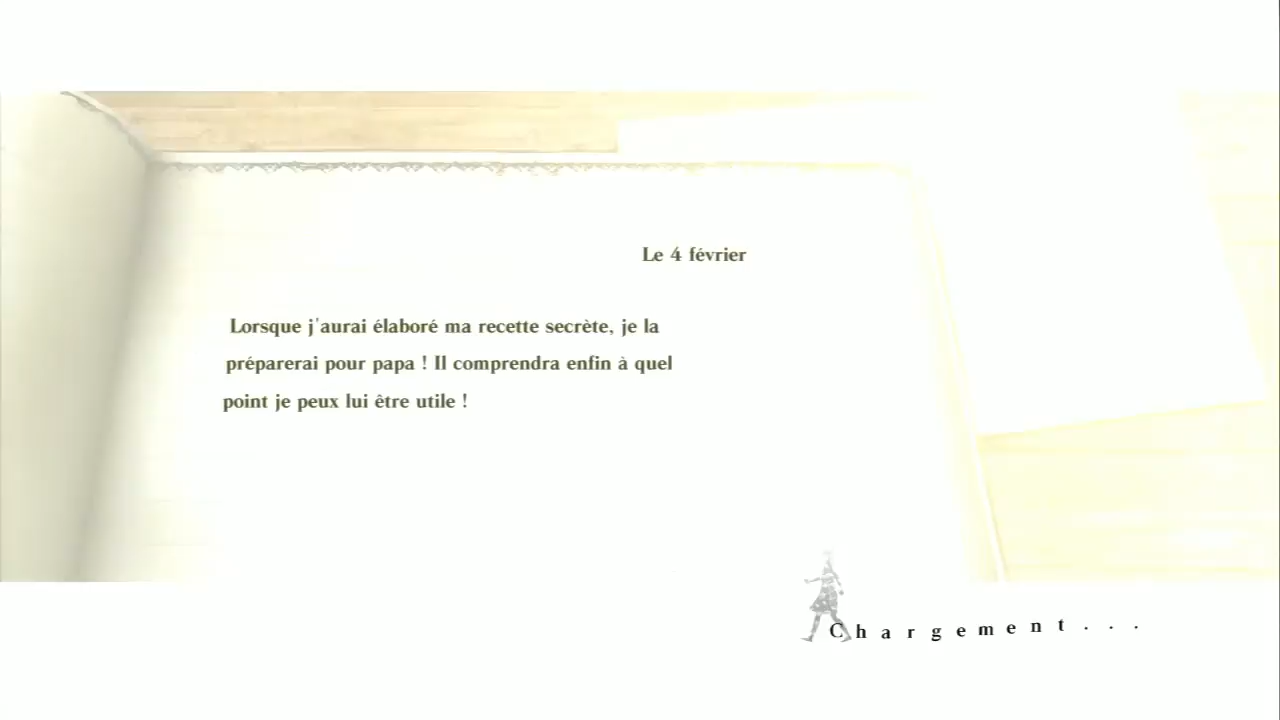 Le 4 février
Lorsque j'aurai élaboré ma recette secrète, je la
préparerai pour papa ! Il comprendra enfin à quel
point je peux lui être utile !
Chargement...